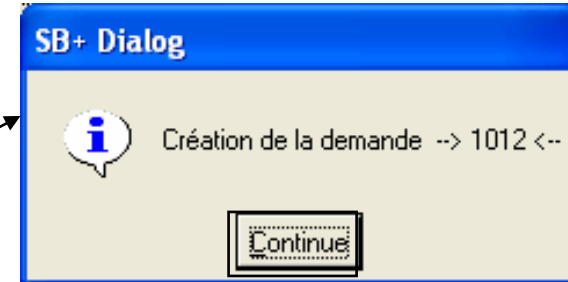 SB+ Dialog
Création de la demande --> 1012 <--
Continue